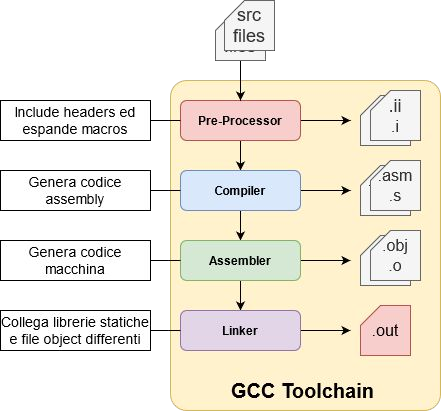 src
files
Include headers ed
espande macros
Pre-Processor
.ii
.i
Genera codice
assembly
Compiler
.asm
.s
Genera codice
macchina
Assembler
.obj
.o
Collega librerie statiche
e file object differenti
Linker
.out
GCC Toolchain